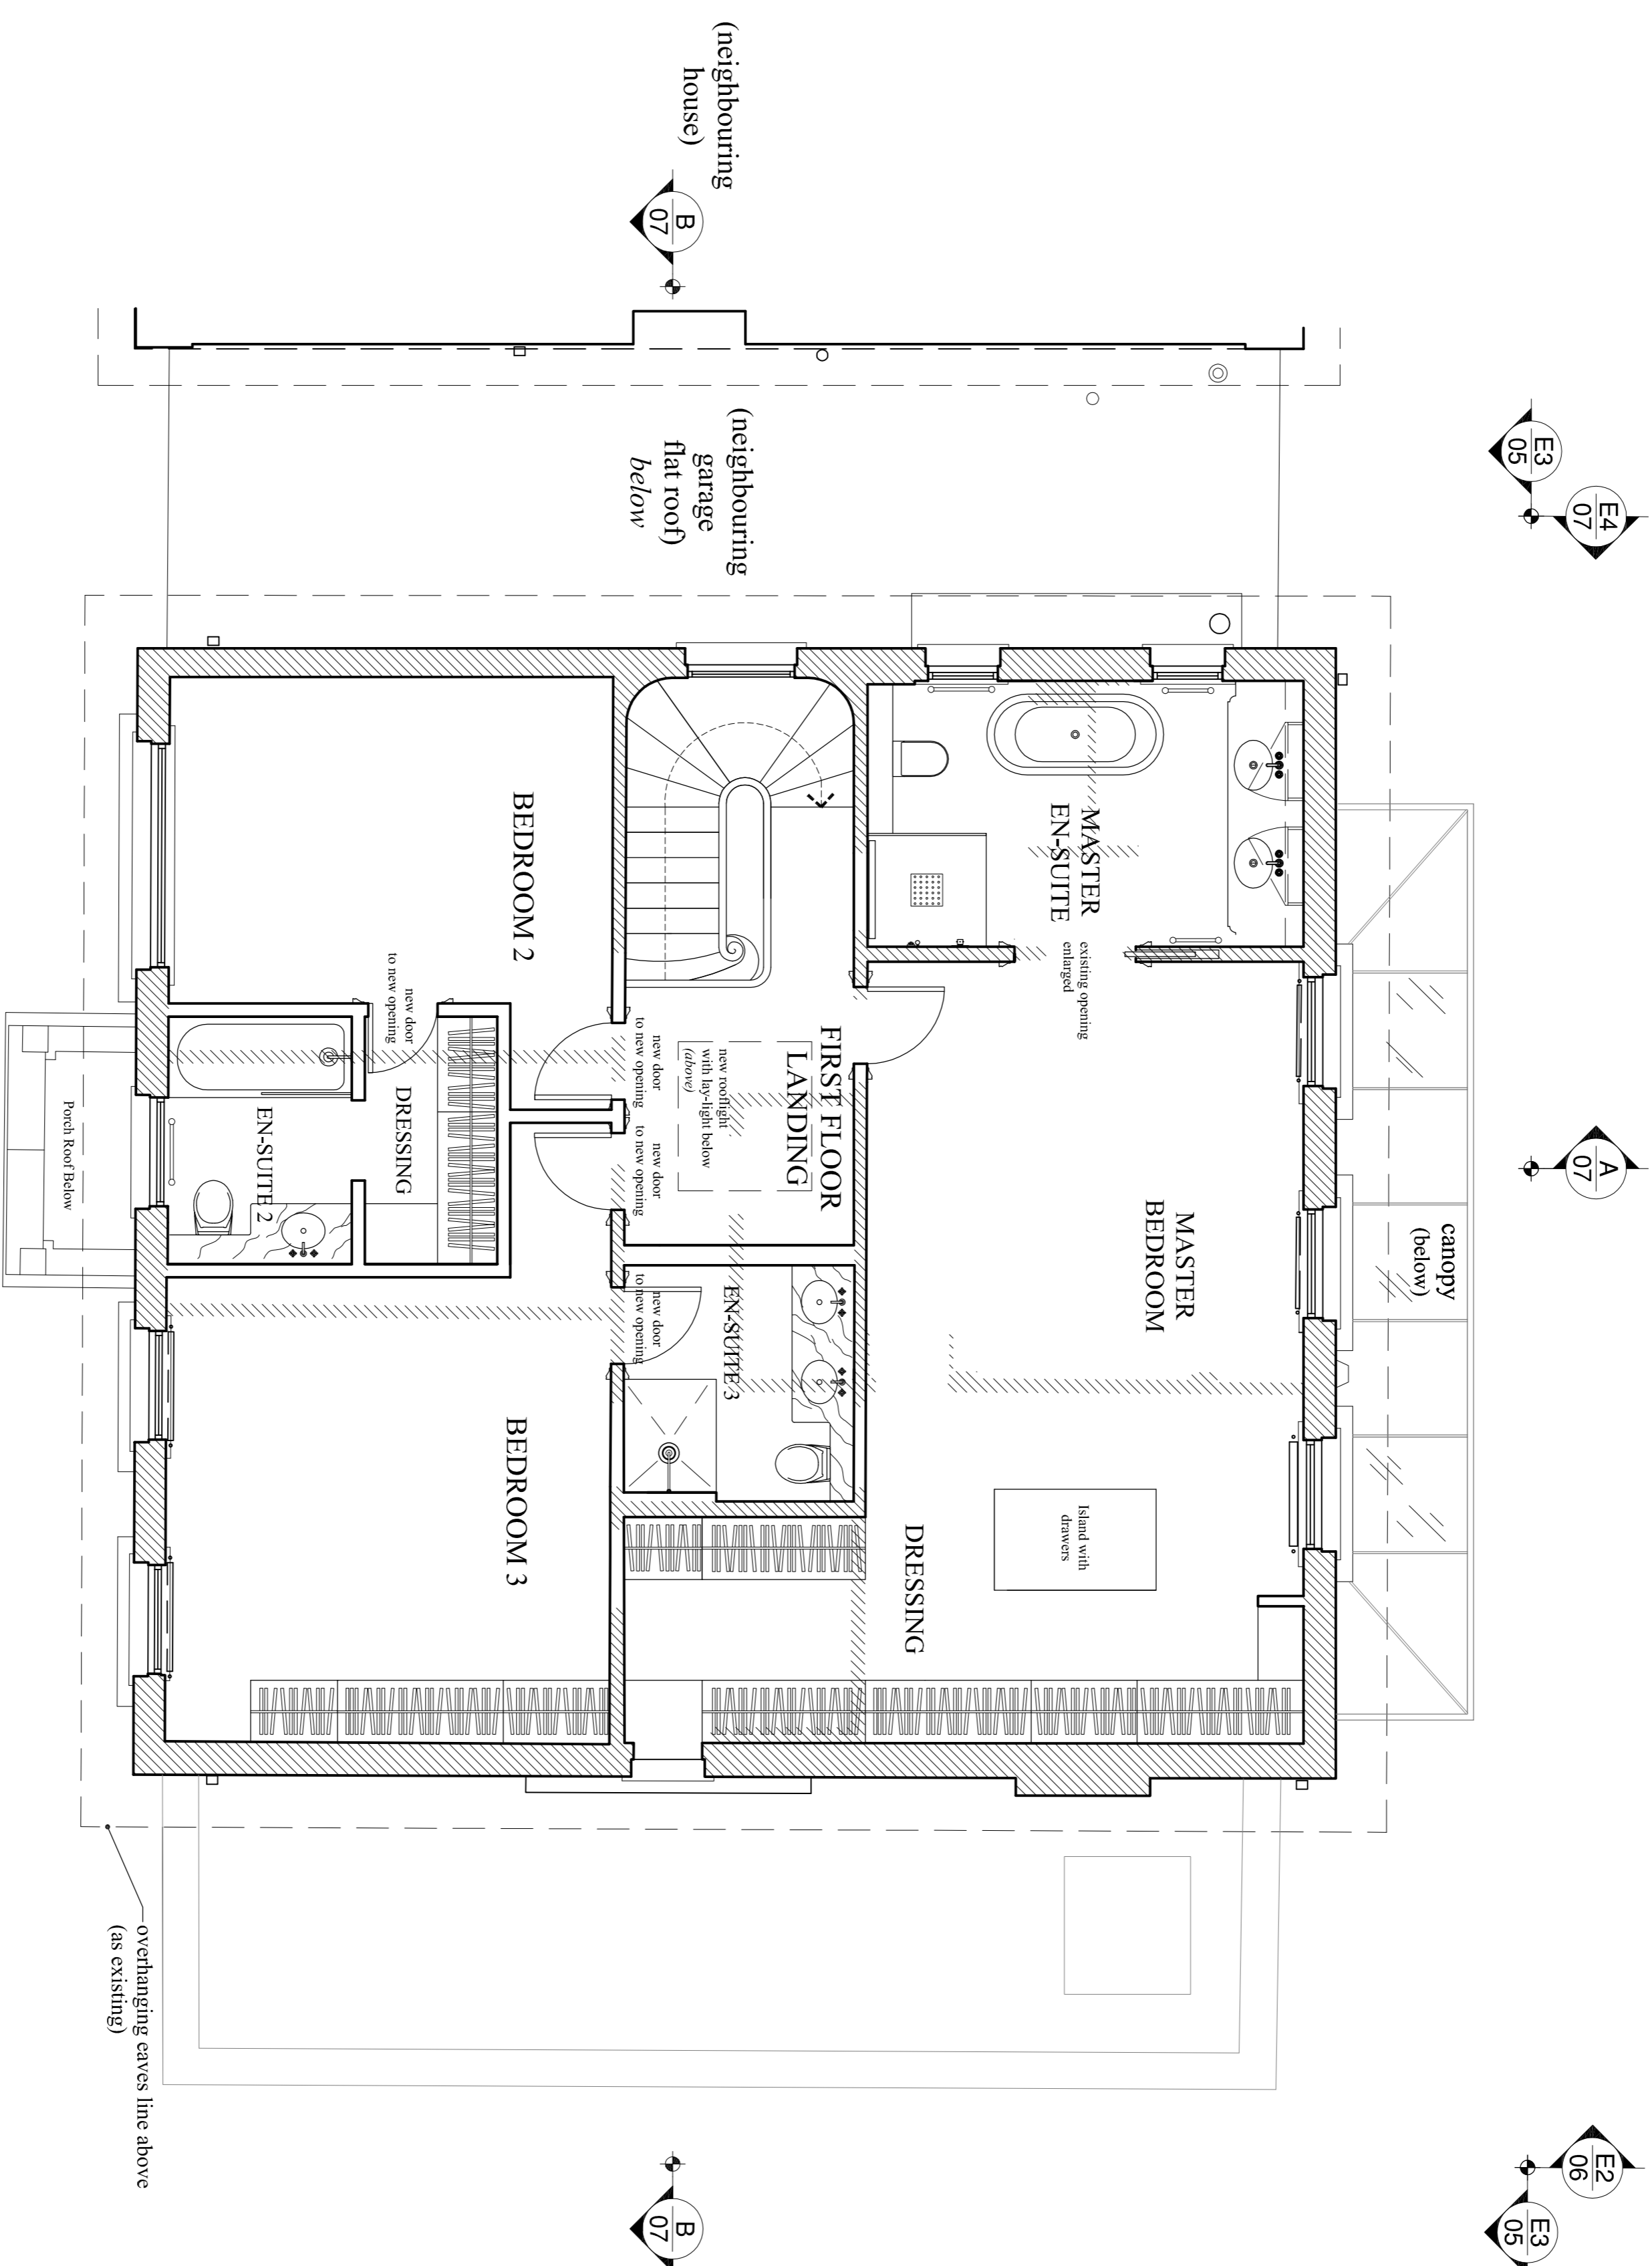 E2
06
E3
05
A
07
E4
07
E3
05
canopy
(below)
MASTER
BEDROOM
Island with
drawers
MASTER
EN-SUITE
existing opening
enlarged
DRESSING
FIRST FLOOR
LANDING
new rooflight
with lay-light below
(above)
EN-SUITE 3
new door
to new opening
new door
to new opening
new door
to new opening
(neighbouring
house)
B
07
(neighbouring
garage
flat roof)
below
B
07
BEDROOM 2
BEDROOM 3
new door
to new opening
DRESSING
EN-SUITE 2
Porch Roof Below
overhanging eaves line above
(as existing)